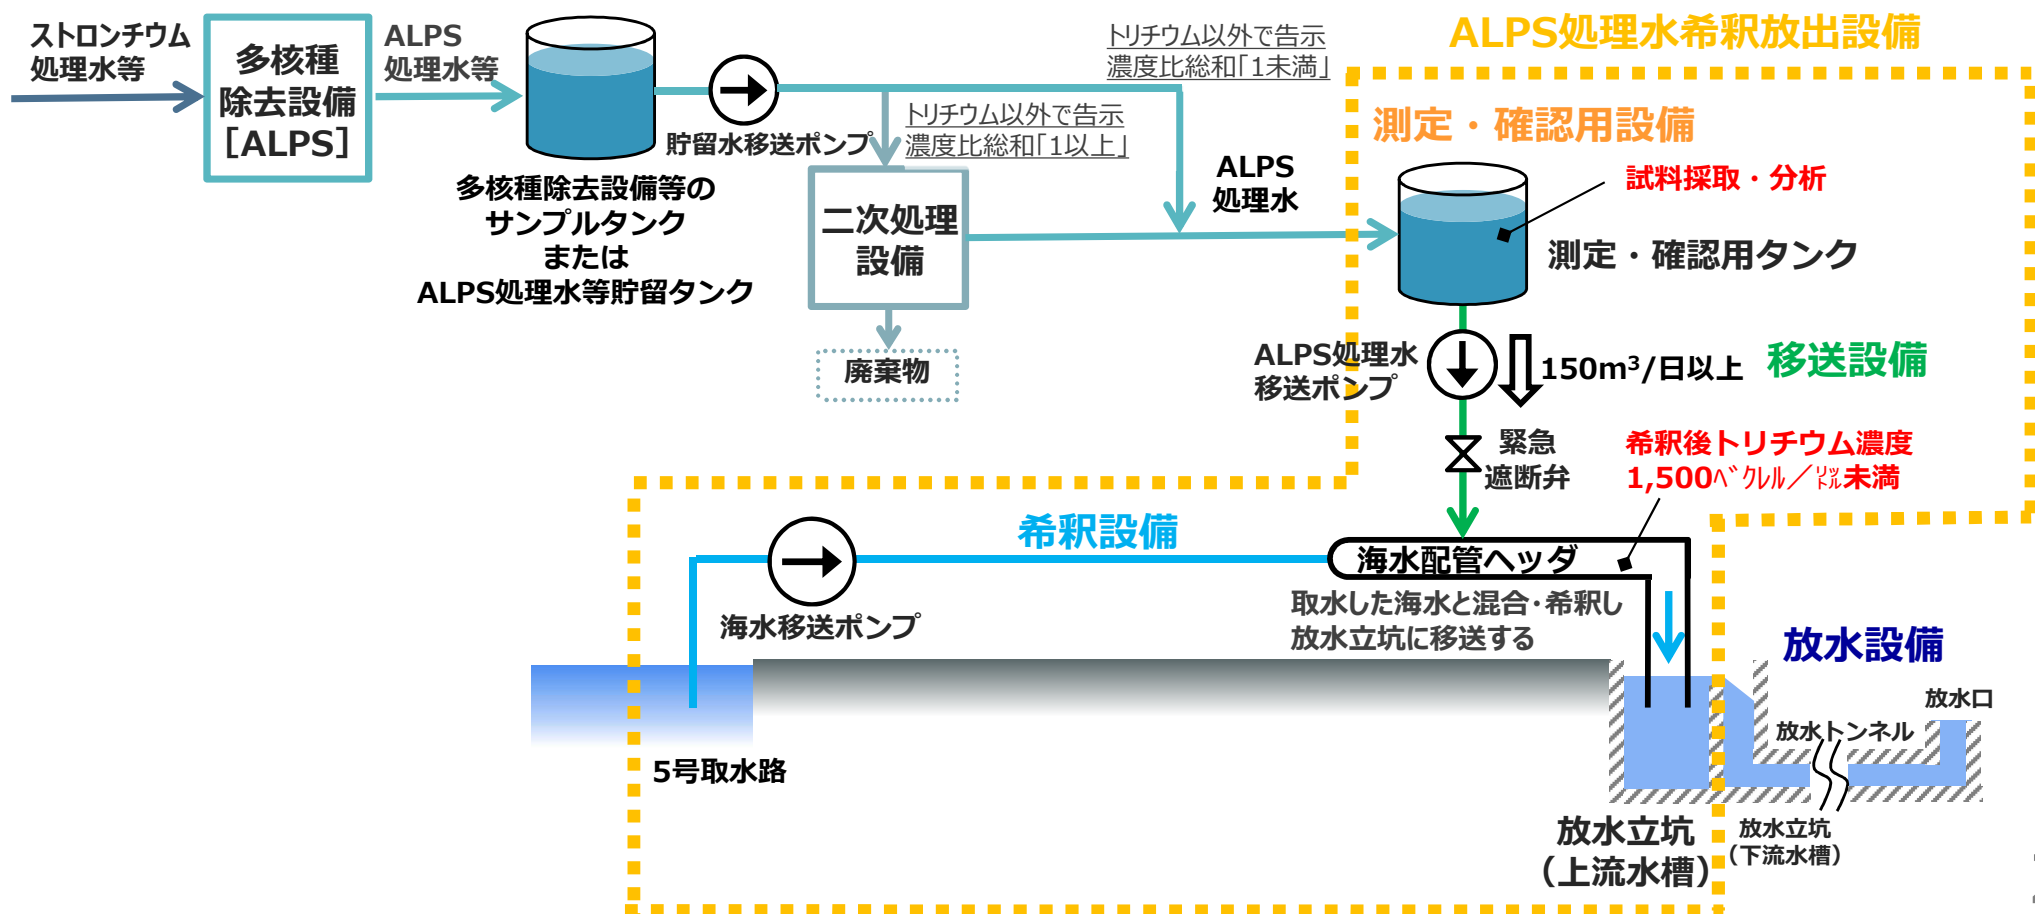 ストロンチウム
処理水等
多核種
除去設備
［ALPS］
ALPS
処理水等
貯留水移送ポンプ
多核種除去設備等の
サンプルタンク
または
ALPS処理水等貯留タンク
トリチウム以外で告示
濃度比総和「1未満」
トリチウム以外で告示
濃度比総和「1以上」
二次処理
設備
廃棄物
ALPS
処理水
ALPS処理水希釈放出設備
測定・確認用設備
試料採取・分析
測定・確認用タンク
ALPS処理水
移送ポンプ
150m³/日以上
移送設備
緊急
遮断弁
希釈後トリチウム濃度
1,500ベクレル／リットル未満
希釈設備
海水移送ポンプ
海水配管ヘッダ
取水した海水と混合・希釈し
放水立坑に移送する
5号取水路
放水設備
放水口
放水トンネル
放水立坑
（上流水槽）
放水立坑
（下流水槽）